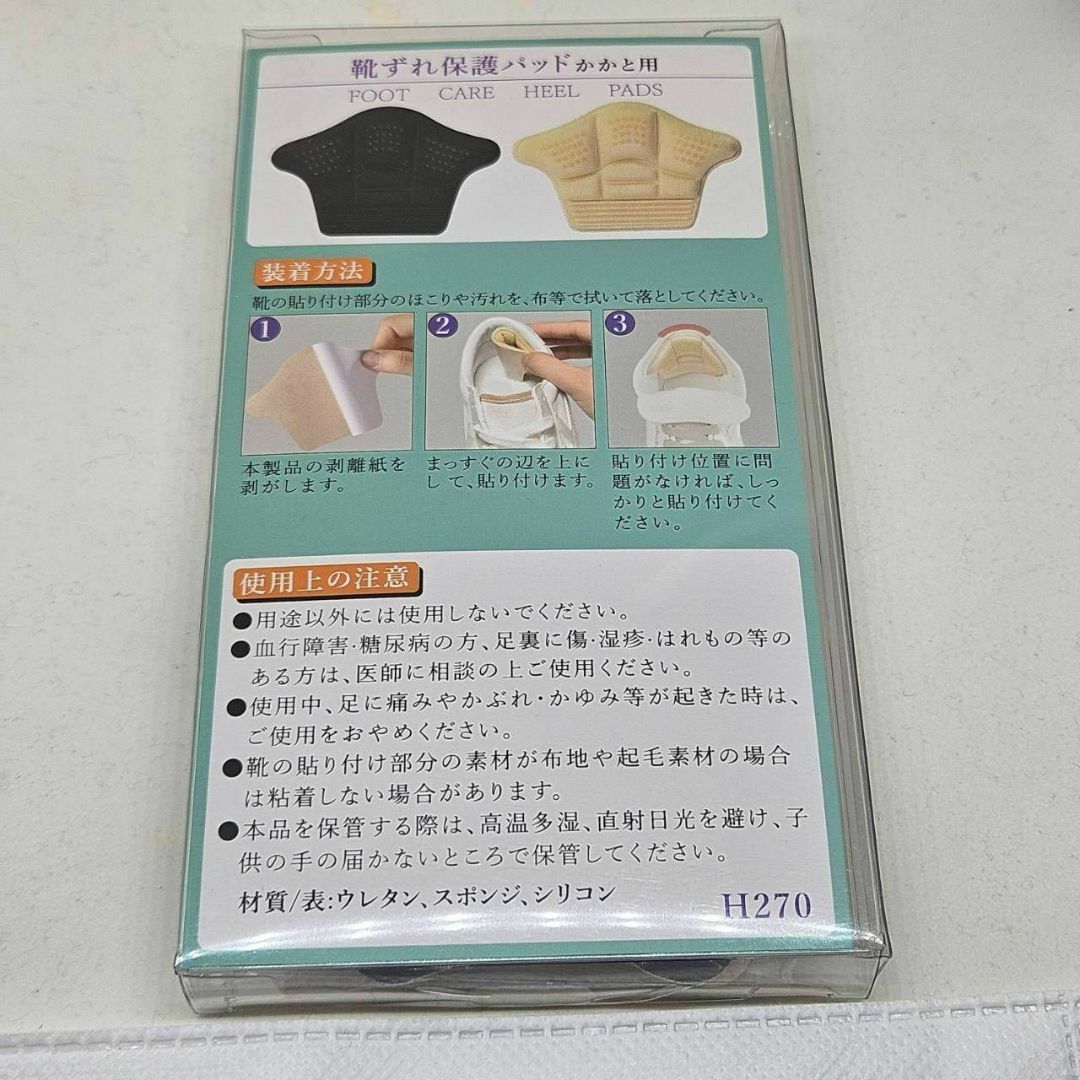 靴ずれ保護パッドかかと用
FOOT CARE HEEL PADS
装着方法
靴の貼り付け部分のほこりや汚れを、布等で拭いて落としてください。
1
本製品の剥離紙を
剥がします。
2
まっすぐの辺を上に
して、貼り付けます。
3
貼り付け位置に問
題がなければ、しっ
かりと貼り付けてく
ださい。
使用上の注意
●用途以外には使用しないでください。
●血行障害・糖尿病の方、足裏に傷・湿疹・はれもの等の
ある方は、医師に相談の上ご使用ください。
●使用中、足に痛みやかぶれ・かゆみ等が起きた時は、
ご使用をおやめください。
●靴の貼り付け部分の素材が布地や起毛素材の場合
は粘着しない場合があります。
●本品を保管する際は、高温多湿、直射日光を避け、子
供の手の届かないところで保管してください。
材質/表:ウレタン、スポンジ、シリコン
H270